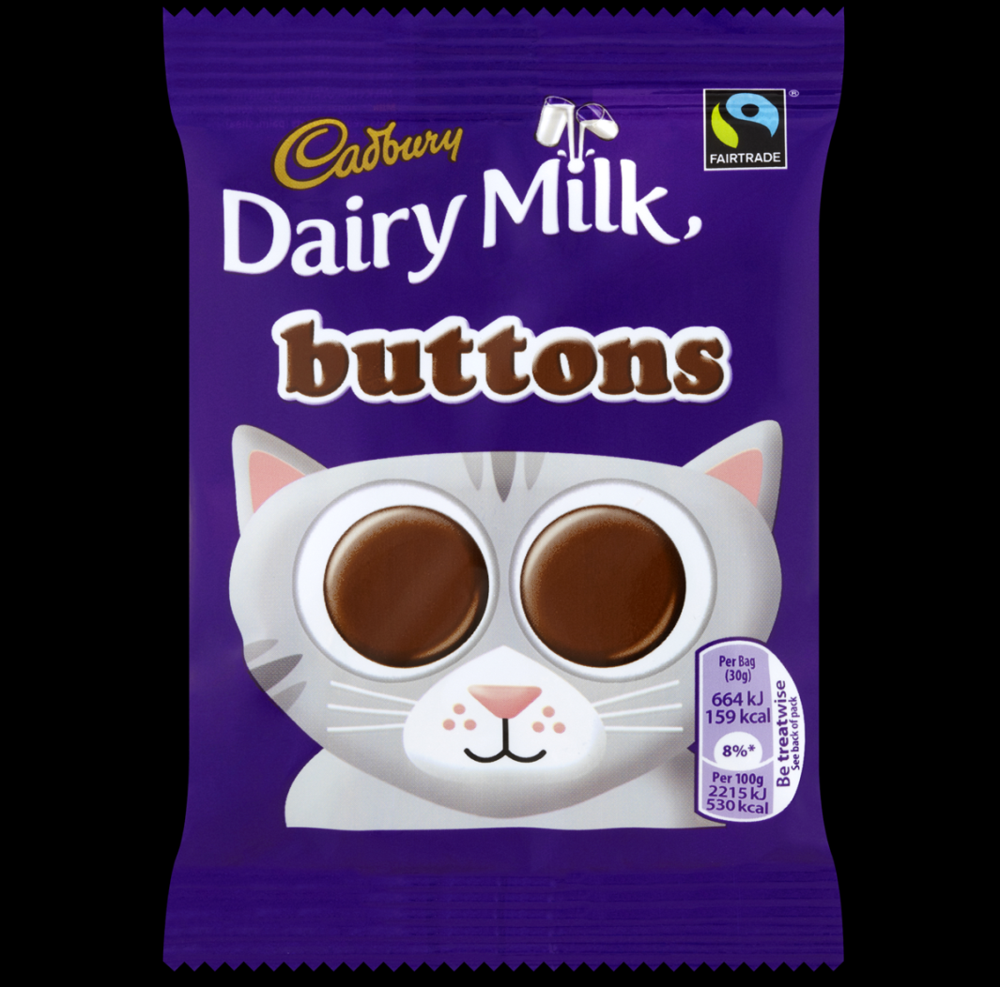 Cadbury
Dairy Milk,
®
FAIRTRADE
buttons
Per Bag
(30g)
664 kJ
159 kcal
8%*
Per 100g
2215 kJ
530 kcal
Be treatwise
See back of pack